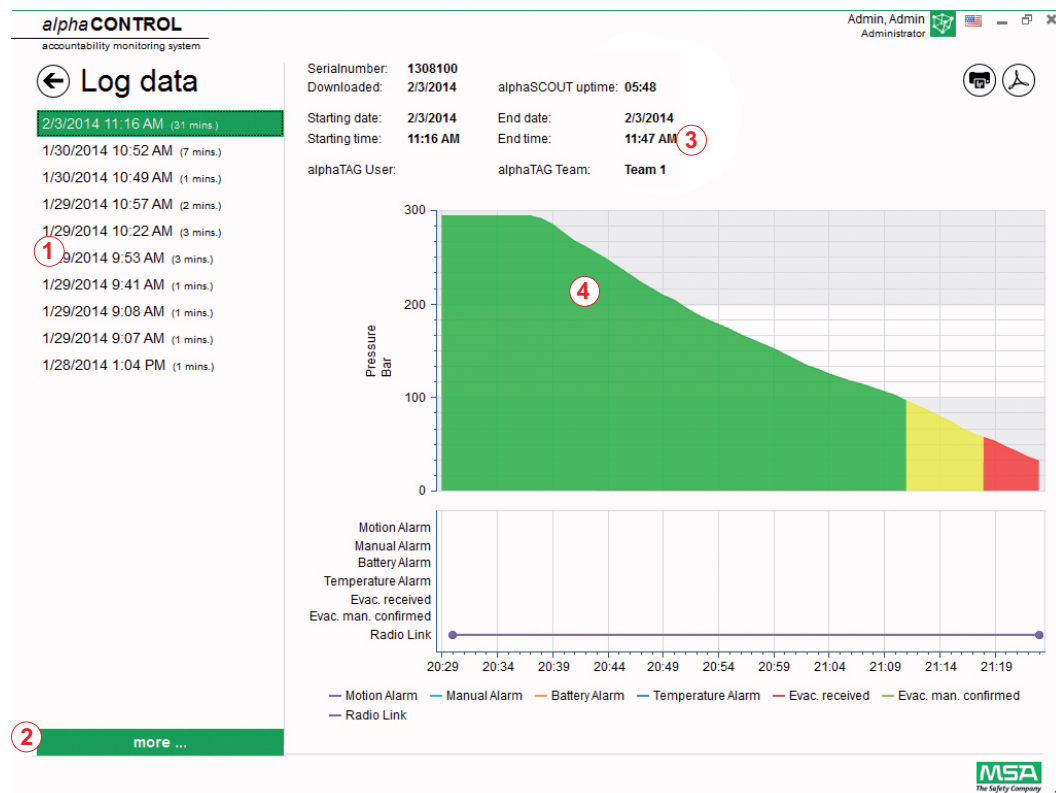 alphaCONTROL
accountability monitoring system
Admin, Admin
Administrator
Log data
Serialnumber: 1308100
Downloaded: 2/3/2014 alphaSCOUT uptime: 05:48
Starting date: 2/3/2014 End date: 2/3/2014
Starting time: 11:16 AM End time: 11:47 AM
3
alphaTAG User: alphaTAG Team: Team 1
2/3/2014 11:16 AM (31 mins.)
1/30/2014 10:52 AM (7 mins.)
1/30/2014 10:49 AM (1 mins.)
1/29/2014 10:57 AM (2 mins.)
1/29/2014 10:22 AM (3 mins.)
1
9 9:53 AM (3 mins.)
1/29/2014 9:41 AM (1 mins.)
1/29/2014 9:08 AM (1 mins.)
1/29/2014 9:07 AM (1 mins.)
1/28/2014 1:04 PM (1 mins.)
2
more ...
300
200
100
0
Pressure
Bar
4
Motion Alarm
Manual Alarm
Battery Alarm
Temperature Alarm
Evac. received
Evac. man. confirmed
Radio Link
20:29 20:34 20:39 20:44 20:49 20:54 20:59 21:04 21:09 21:14 21:19
Motion Alarm Manual Alarm Battery Alarm Temperature Alarm Evac. received Evac. man. confirmed
Radio Link
MSA
The Safety Company